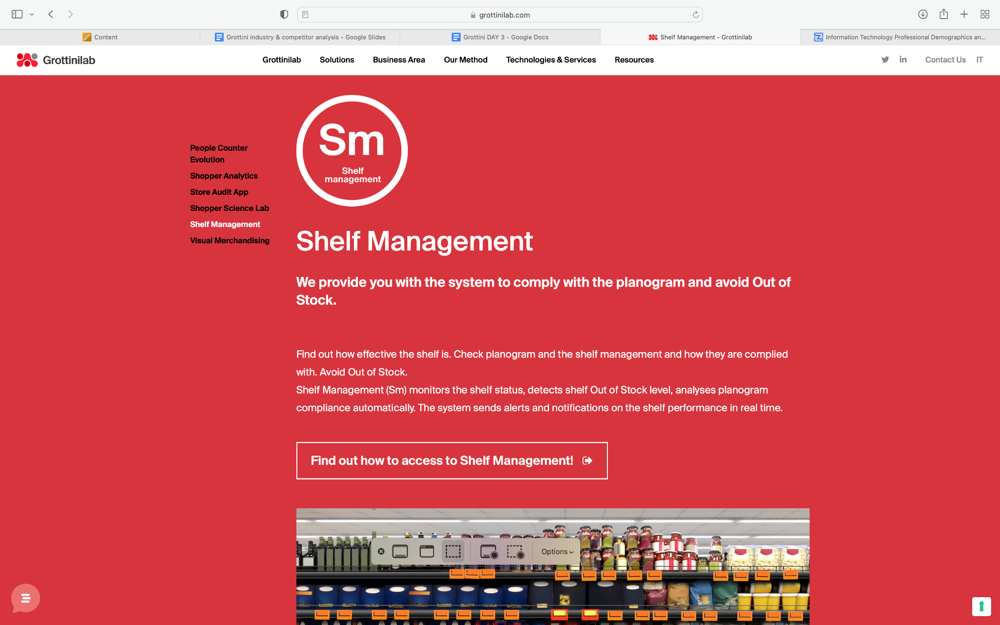 grottinilab.com
Content
Grottini industry & competitor analysis - Google Slides
Grottini DAY 3 - Google Docs
Shelf Management - Grottinilab
Information Technology Professional Demographics an...
Grottinilab
Grottinilab
Solutions
Business Area
Our Method
Technologies & Services
Resources
Contact Us
IT
People Counter
Evolution
Shopper Analytics
Store Audit App
Shopper Science Lab
Shelf Management
Visual Merchandising
Sm
Shelf
management
Shelf Management
We provide you with the system to comply with the planogram and avoid Out of
Stock.
Find out how effective the shelf is. Check planogram and the shelf management and how they are complied
with. Avoid Out of Stock.
Shelf Management (Sm) monitors the shelf status, detects shelf Out of Stock level, analyses planogram
compliance automatically. The system sends alerts and notifications on the shelf performance in real time.
Find out how to access to Shelf Management!
Options